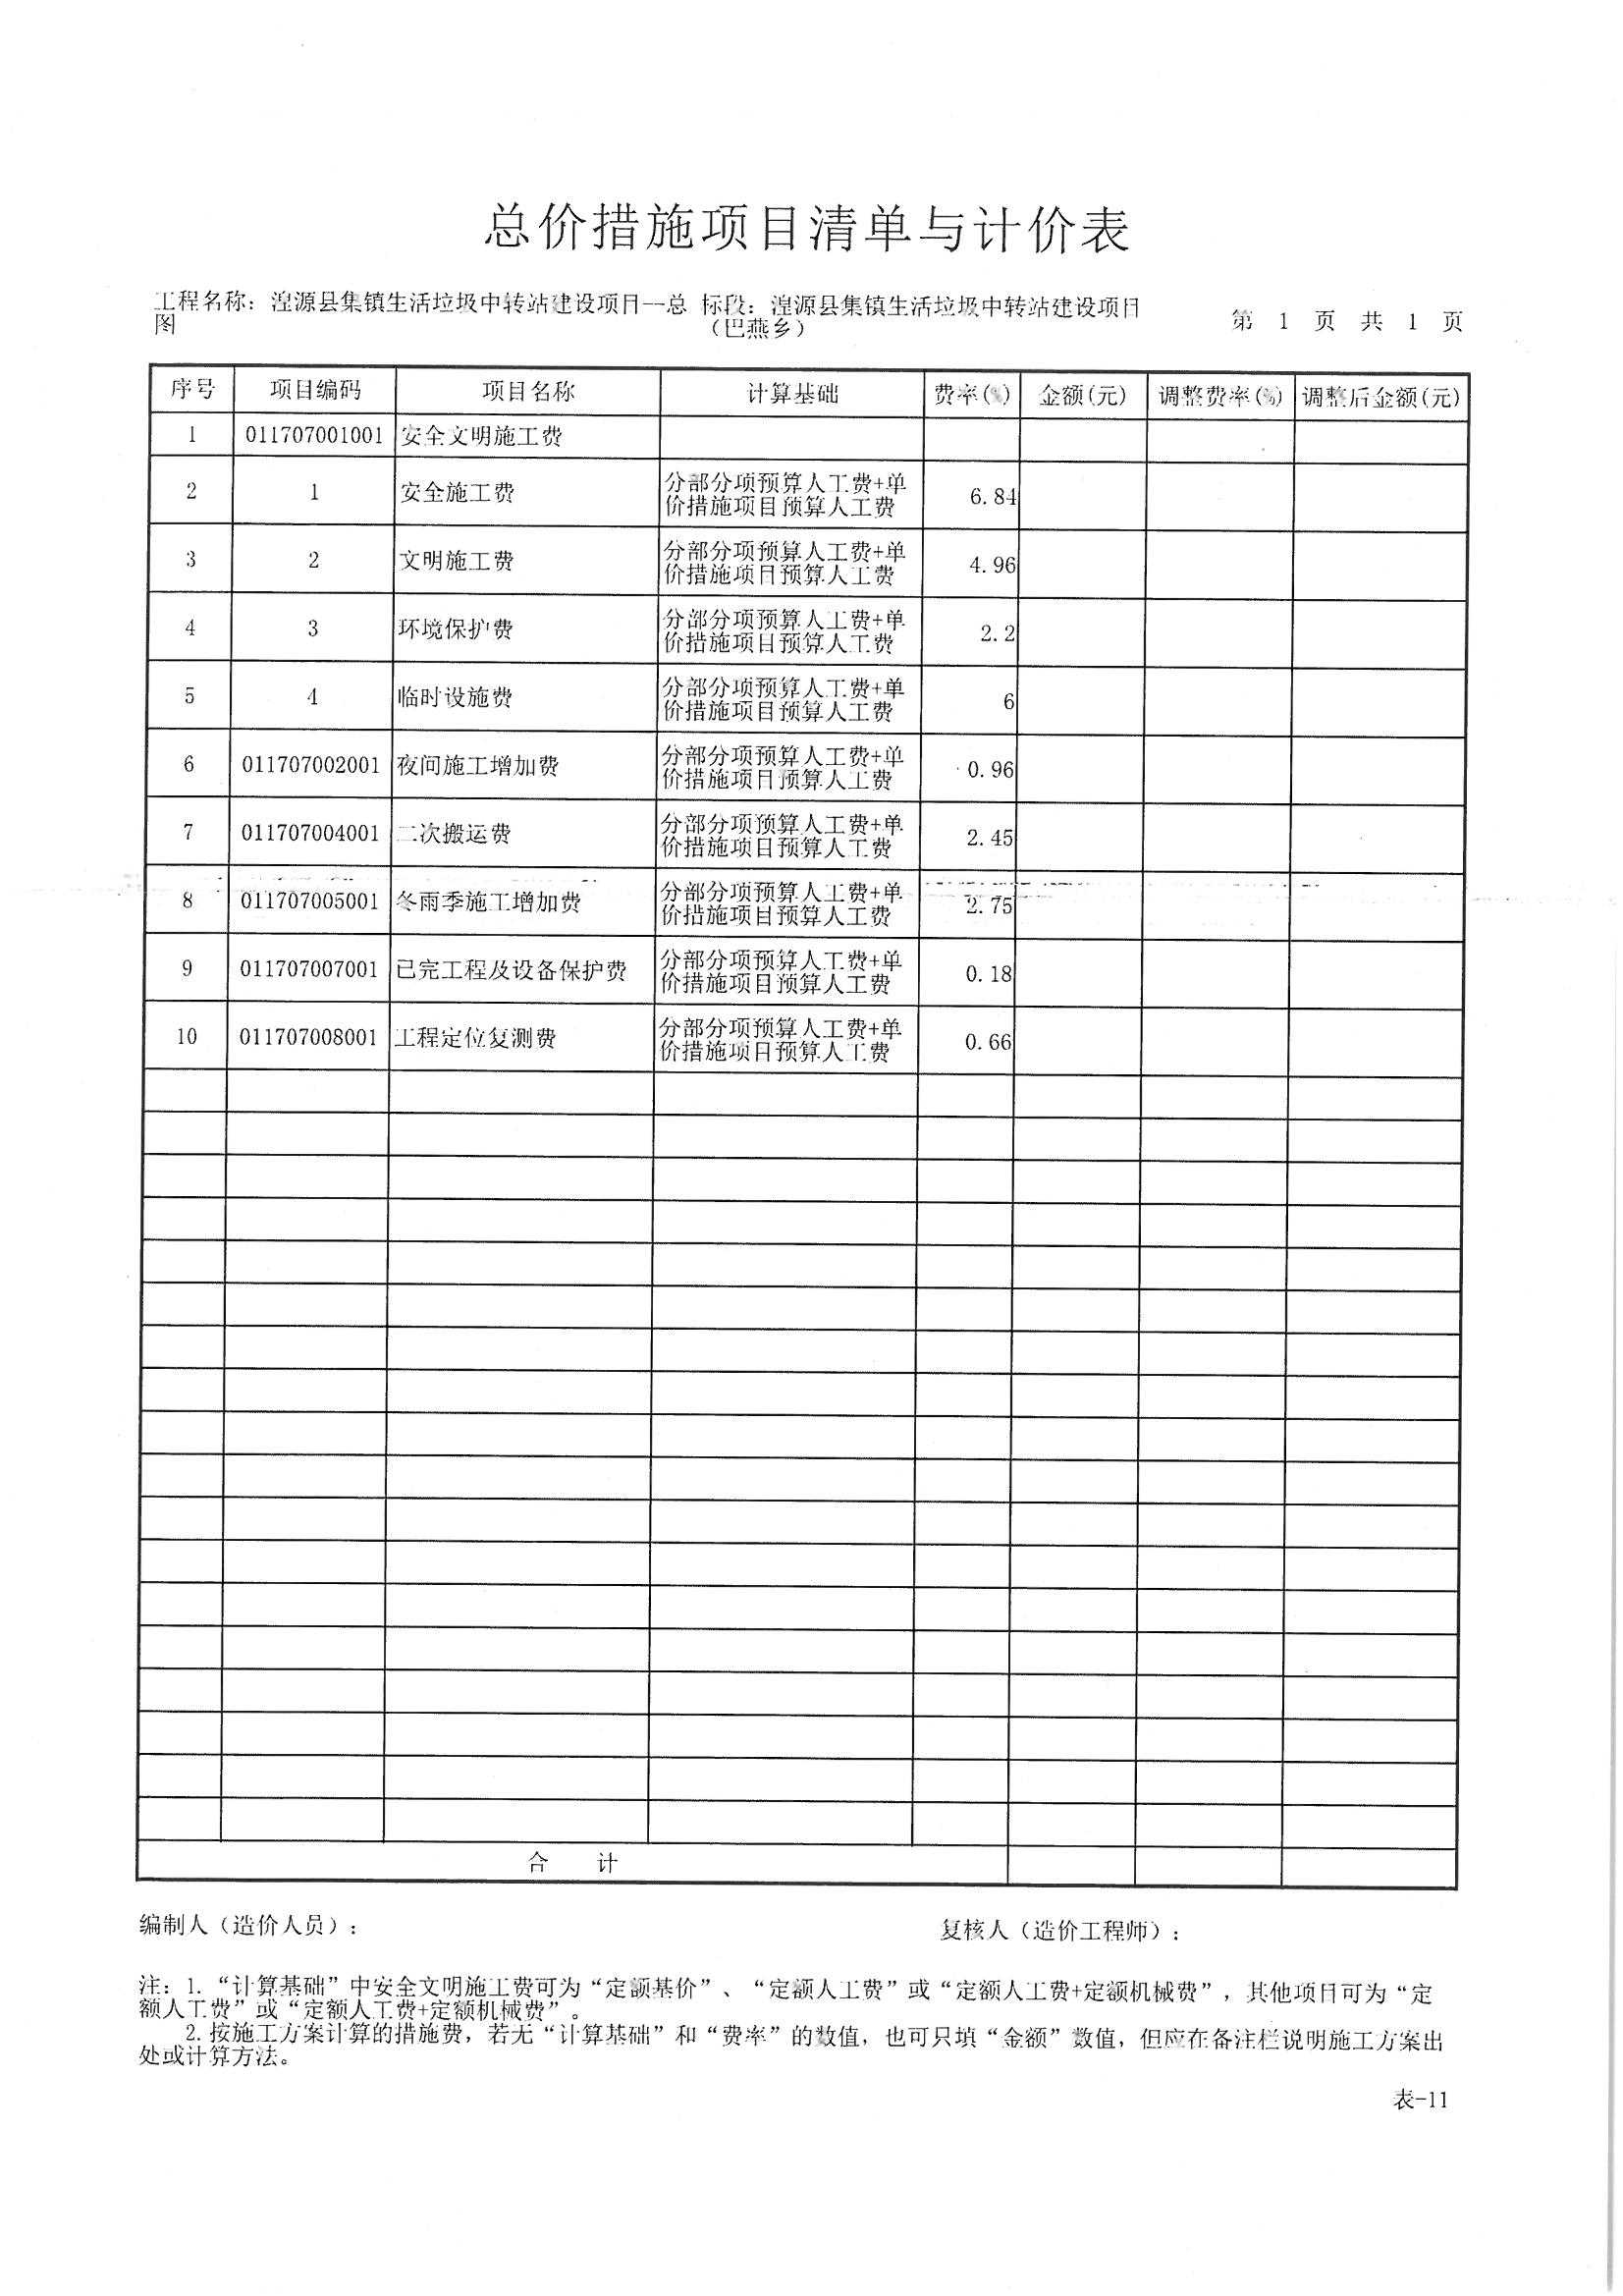 总价措施项目清单与计价表
工程名称：湟源县集镇生活垃圾中转站建设项目--总图
标段：湟源县集镇生活垃圾中转站建设项目（巴燕乡）
第 1 页 共 1 页
序号 项目编码 项目名称 计算基础 费率(%) 金额(元) 调整费率(%) 调整后金额(元)
1 011707001001 安全文明施工费
2 1 安全施工费 分部分项预算人工费+单价措施项目预算人工费 6.84
3 2 文明施工费 分部分项预算人工费+单价措施项目预算人工费 4.96
4 3 环境保护费 分部分项预算人工费+单价措施项目预算人工费 2.2
5 4 临时设施费 分部分项预算人工费+单价措施项目预算人工费 6
6 011707002001 夜间施工增加费 分部分项预算人工费+单价措施项目预算人工费 0.96
7 011707004001 二次搬运费 分部分项预算人工费+单价措施项目预算人工费 2.45
8 011707005001 冬雨季施工增加费 分部分项预算人工费+单价措施项目预算人工费 2.75
9 011707007001 已完工程及设备保护费 分部分项预算人工费+单价措施项目预算人工费 0.18
10 011707008001 工程定位复测费 分部分项预算人工费+单价措施项目预算人工费 0.66
合 计
编制人（造价人员）： 复核人（造价工程师）：
注：1.“计算基础”中安全文明施工费可为“定额基价”、“定额人工费”或“定额人工费+定额机械费”，其他项目可为“定
额人工费”或“定额人工费+定额机械费”。
2.按施工方案计算的措施费，若无“计算基础”和“费率”的数值，也可只填“金额”数值，但应在备注栏说明施工方案出
处或计算方法。
表-11